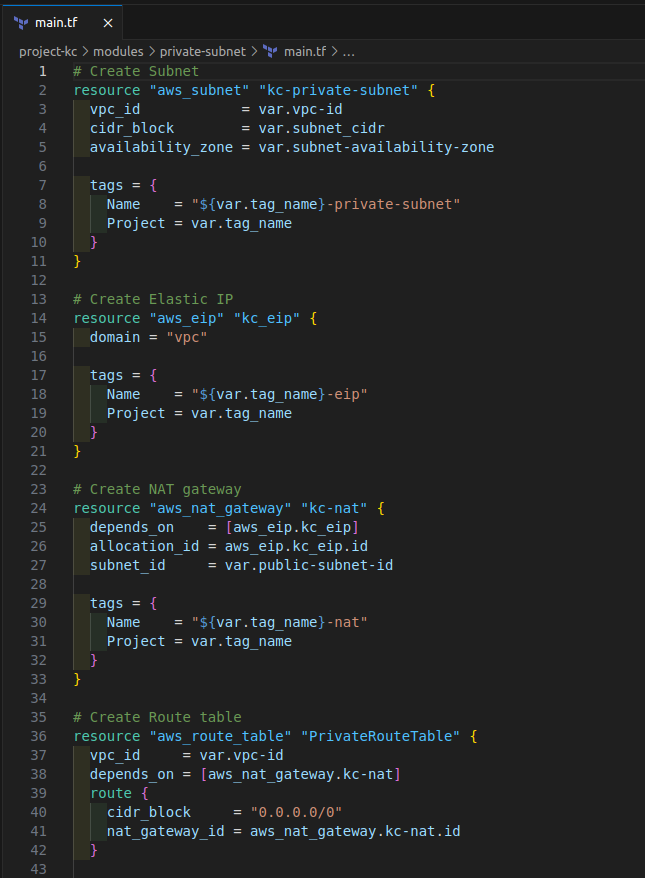 main.tf ×
project-kc > modules > private-subnet > main.tf > ...
1 # Create Subnet
2 resource "aws_subnet" "kc-private-subnet" {
3   vpc_id            = var.vpc-id
4   cidr_block        = var.subnet_cidr
5   availability_zone = var.subnet-availability-zone
6
7   tags = {
8     Name    = "${var.tag_name}-private-subnet"
9     Project = var.tag_name
10   }
11 }
12
13 # Create Elastic IP
14 resource "aws_eip" "kc_eip" {
15   domain = "vpc"
16
17   tags = {
18     Name    = "${var.tag_name}-eip"
19     Project = var.tag_name
20   }
21 }
22
23 # Create NAT gateway
24 resource "aws_nat_gateway" "kc-nat" {
25   depends_on    = [aws_eip.kc_eip]
26   allocation_id = aws_eip.kc_eip.id
27   subnet_id     = var.public-subnet-id
28
29   tags = {
30     Name    = "${var.tag_name}-nat"
31     Project = var.tag_name
32   }
33 }
34
35 # Create Route table
36 resource "aws_route_table" "PrivateRouteTable" {
37   vpc_id     = var.vpc-id
38   depends_on = [aws_nat_gateway.kc-nat]
39   route {
40     cidr_block     = "0.0.0.0/0"
41     nat_gateway_id = aws_nat_gateway.kc-nat.id
42   }
43